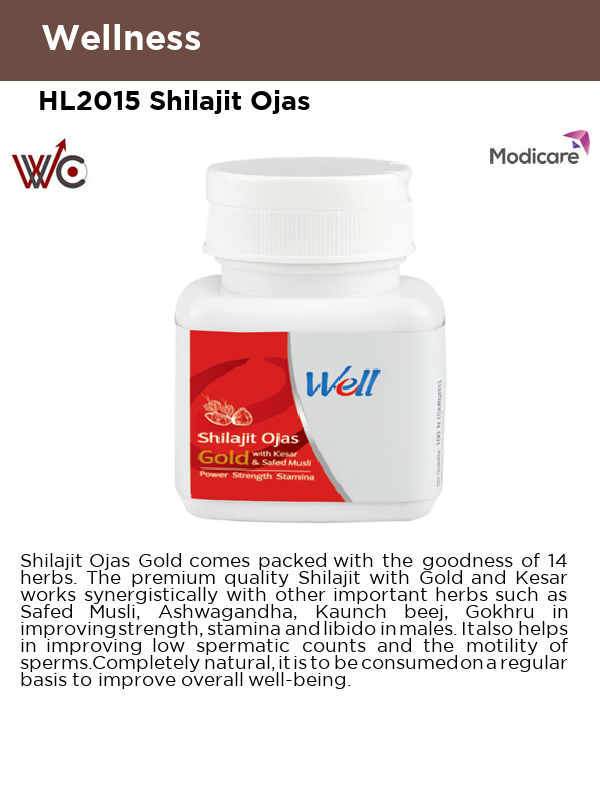 Wellness
HL2015 Shilajit Ojas
WC
Modicare
Well
Shilajit Ojas
Gold with Kesar
& Safed Musli
Power Strength Stamina
Shilajit Ojas Gold comes packed with the goodness of 14
herbs. The premium quality Shilajit with Gold and Kesar
works synergistically with other important herbs such as
Safed Musli, Ashwagandha, Kaunch beej, Gokhru in
improving strength, stamina and libido in males. It also helps
in improving low spermatic counts and the motility of
sperms.Completely natural, it is to be consumed on a regular
basis to improve overall well-being.